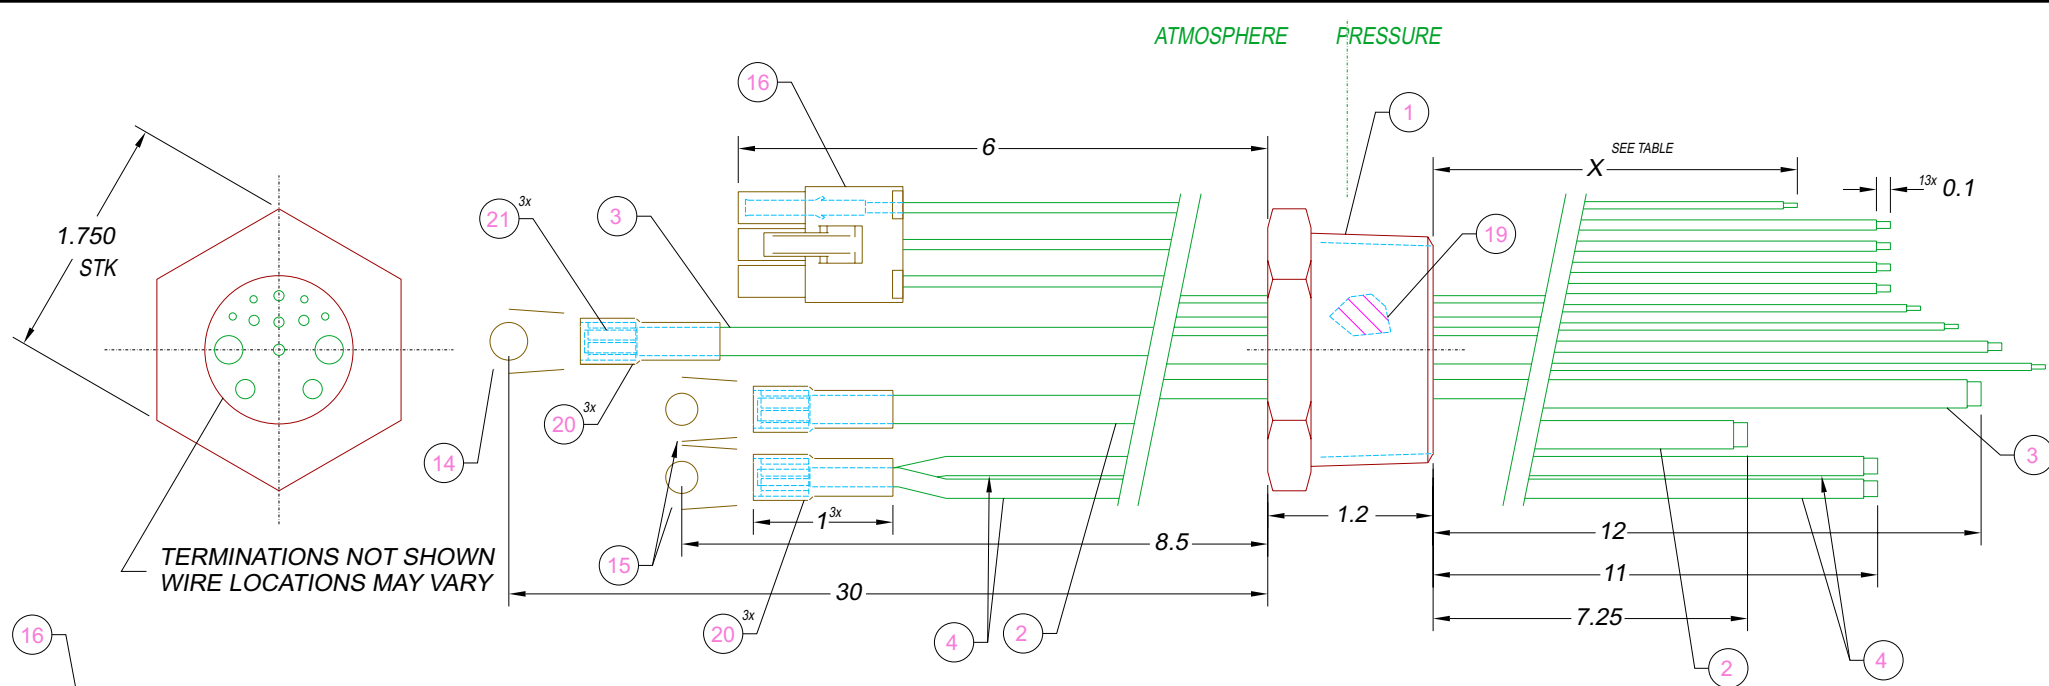 ATMOSPHERE PRESSURE
16
1
6
SEE TABLE
X
13x 0.1
21 3x
3
19
1.750
STK
20 3x
14
3
1 3x
1.2
8.5
12
15
11
30
TERMINATIONS NOT SHOWN
WIRE LOCATIONS MAY VARY
7.25
16
20 3x
4
2
2
4